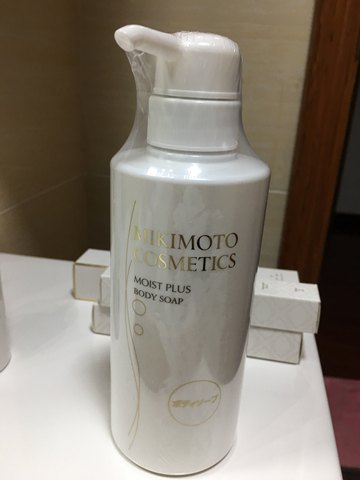 MIKIMOTO
COSMETICS
MOIST PLUS
BODY SOAP
ボディソープ